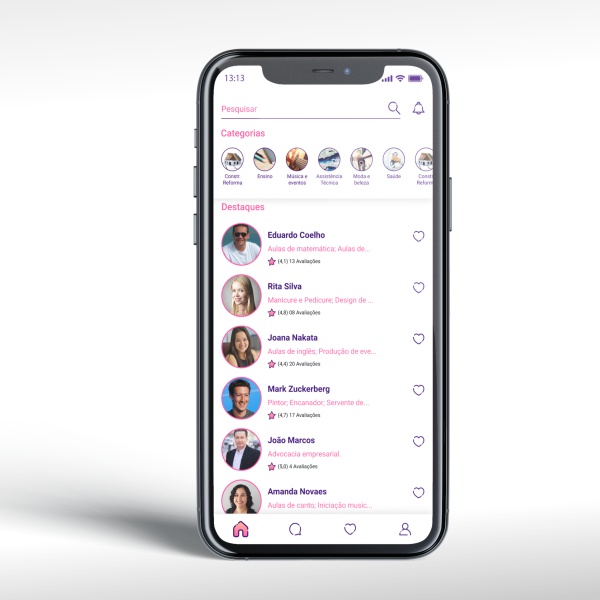 13:13
Pesquisar
Categorias
Constr. Reforma
Ensino
Música e eventos
Assistência Técnica
Moda e beleza
Saúde
Constr. Reform
Destaques
Eduardo Coelho
Aulas de matemática; Aulas de...
(4,1) 13 Avaliações
Rita Silva
Manicure e Pedicure; Design de ...
(4,8) 08 Avaliações
Joana Nakata
Aulas de inglês; Produção de eve...
(4,4) 20 Avaliações
Mark Zuckerberg
Pintor; Encanador; Servente de...
(4,7) 17 Avaliações
João Marcos
Advocacia empresarial.
(5,0) 4 Avaliações
Amanda Novaes
Aulas de canto; Iniciação music...